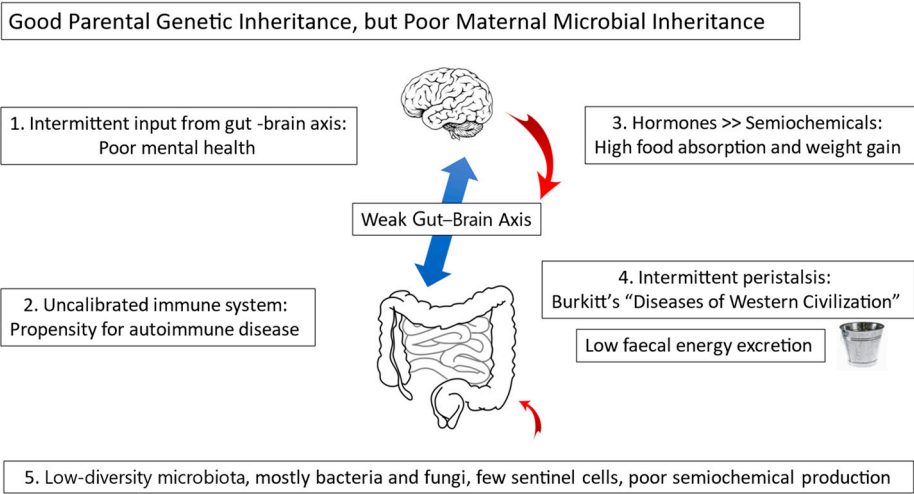 Good Parental Genetic Inheritance, but Poor Maternal Microbial Inheritance
1. Intermittent input from gut -brain axis:
Poor mental health
3. Hormones >> Semiochemicals:
High food absorption and weight gain
Weak Gut–Brain Axis
2. Uncalibrated immune system:
Propensity for autoimmune disease
4. Intermittent peristalsis:
Burkitt's “Diseases of Western Civilization”
Low faecal energy excretion
5. Low-diversity microbiota, mostly bacteria and fungi, few sentinel cells, poor semiochemical production